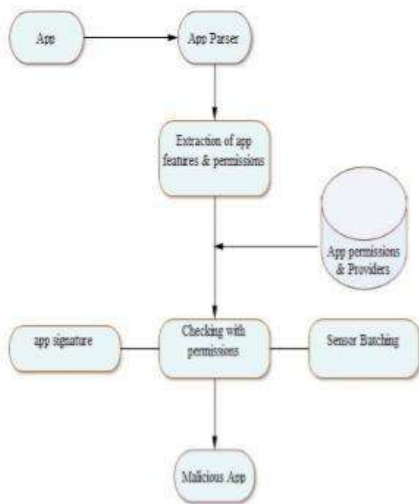 App
App Parser
Extraction of app
features & permissions
App permissions
& Providers
app signature
Checking with
permissions
Sensor Batching
Malicious App